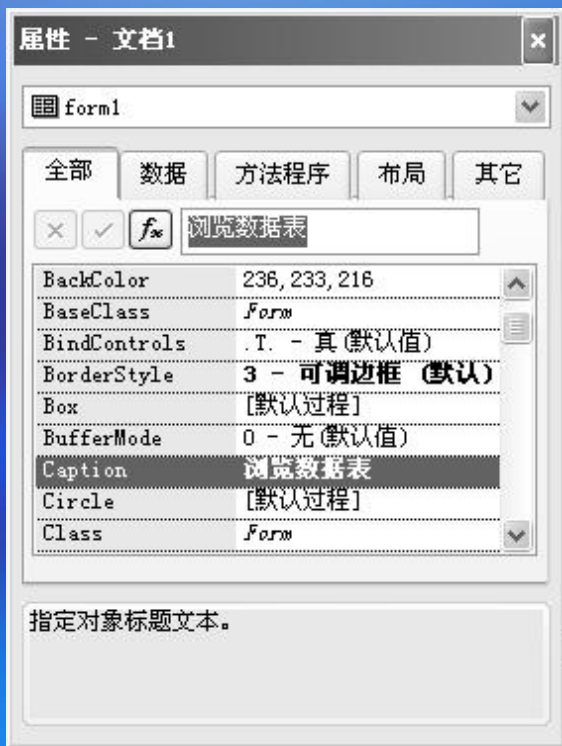 属性 - 文档1
form1
全部 数据 方法程序 布局 其它
浏览数据表
BackColor 236,233,216
BaseClass Form
BindControls .T. - 真(默认值)
BorderStyle 3 - 可调边框 (默认)
Box [默认过程]
BufferMode 0 - 无(默认值)
Caption 浏览数据表
Circle [默认过程]
Class Form
指定对象标题文本。